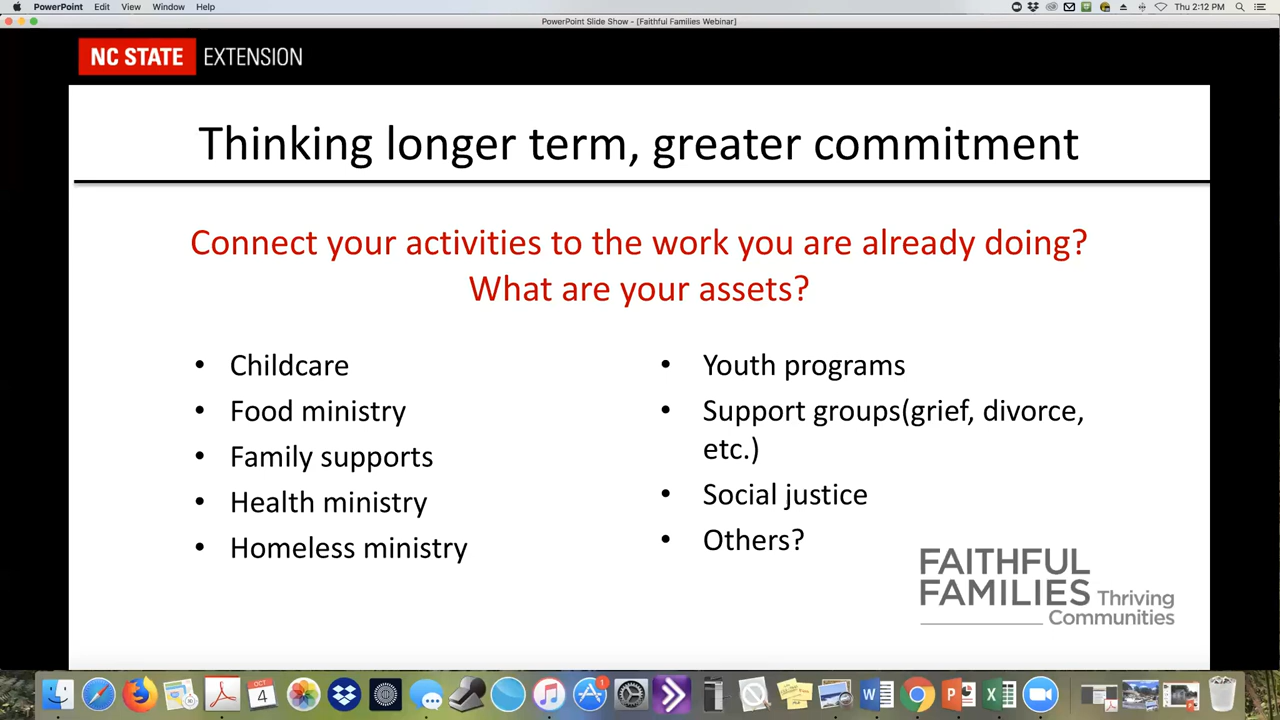 PowerPoint Edit View Window Help
Thu 2:12 PM
PowerPoint Slide Show - [Faithful Families Webinar]
NC STATE EXTENSION
Thinking longer term, greater commitment
Connect your activities to the work you are already doing?
What are your assets?
• Childcare
• Food ministry
• Family supports
• Health ministry
• Homeless ministry
• Youth programs
• Support groups(grief, divorce,
etc.)
• Social justice
• Others?
FAITHFUL
FAMILIES Thriving
Communities
OCT
4
1